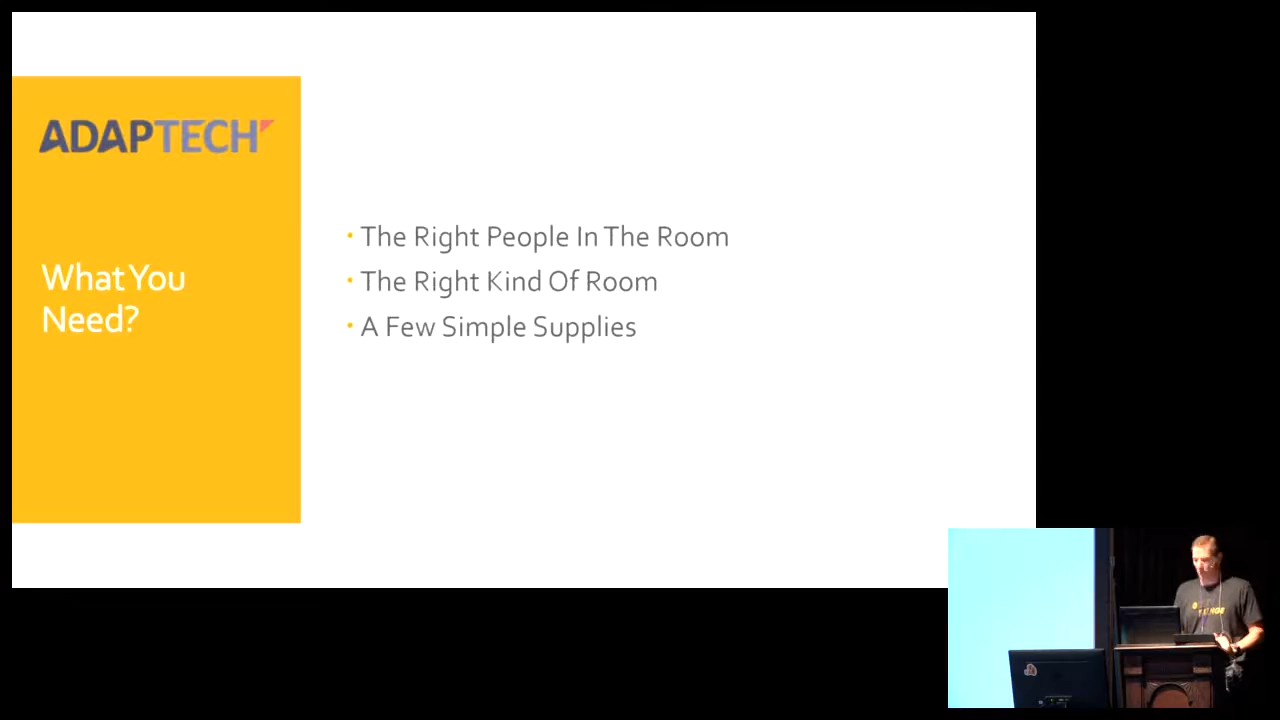 ADAPTECH
What You
Need?
The Right People In The Room
The Right Kind Of Room
A Few Simple Supplies